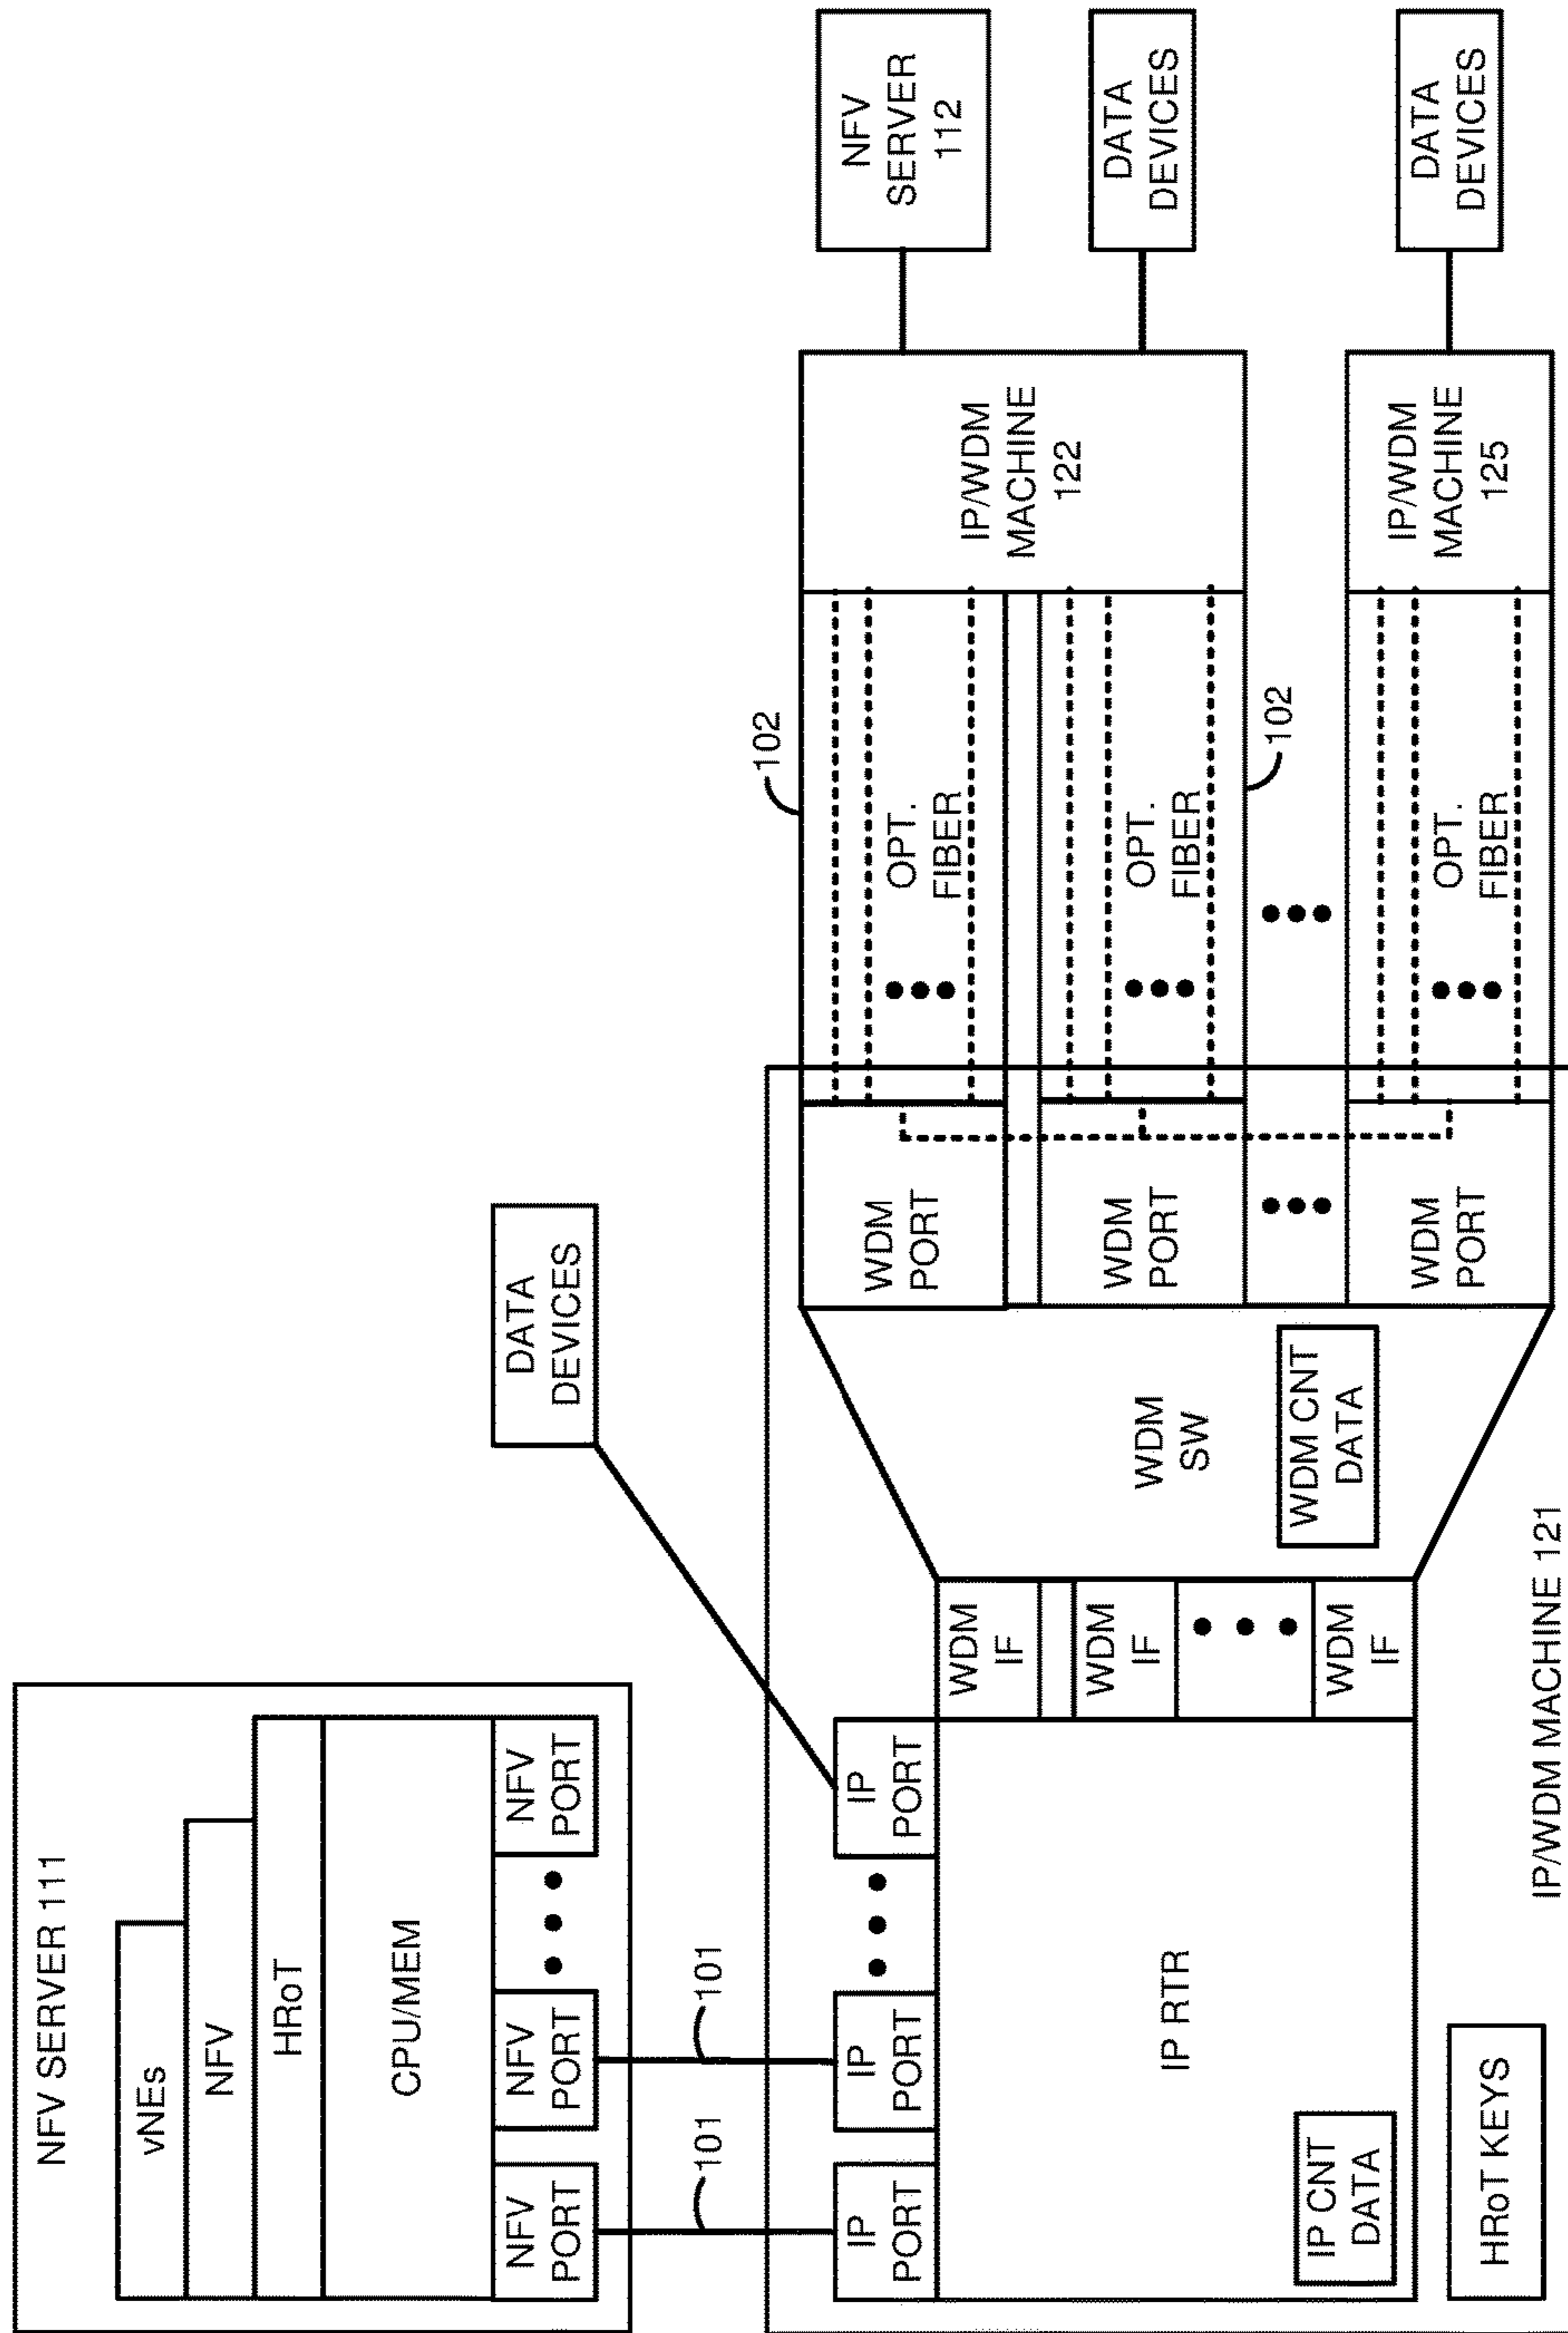 NFV SERVER 111
vNEs
NFV
HRoT
CPU/MEM
NFV
PORT
NFV
PORT
NFV
PORT
101
101
DATA
DEVICES
IP
PORT
IP
PORT
IP
PORT
IP RTR
IP CNT
DATA
HRoT KEYS
WDM
IF
WDM
IF
WDM
IF
WDM
SW
WDM CNT
DATA
IP/WDM MACHINE 121
WDM
PORT
WDM
PORT
WDM
PORT
102
OPT.
FIBER
OPT.
FIBER
102
OPT.
FIBER
IP/WDM
MACHINE
122
IP/WDM
MACHINE
125
NFV
SERVER
112
DATA
DEVICES
DATA
DEVICES